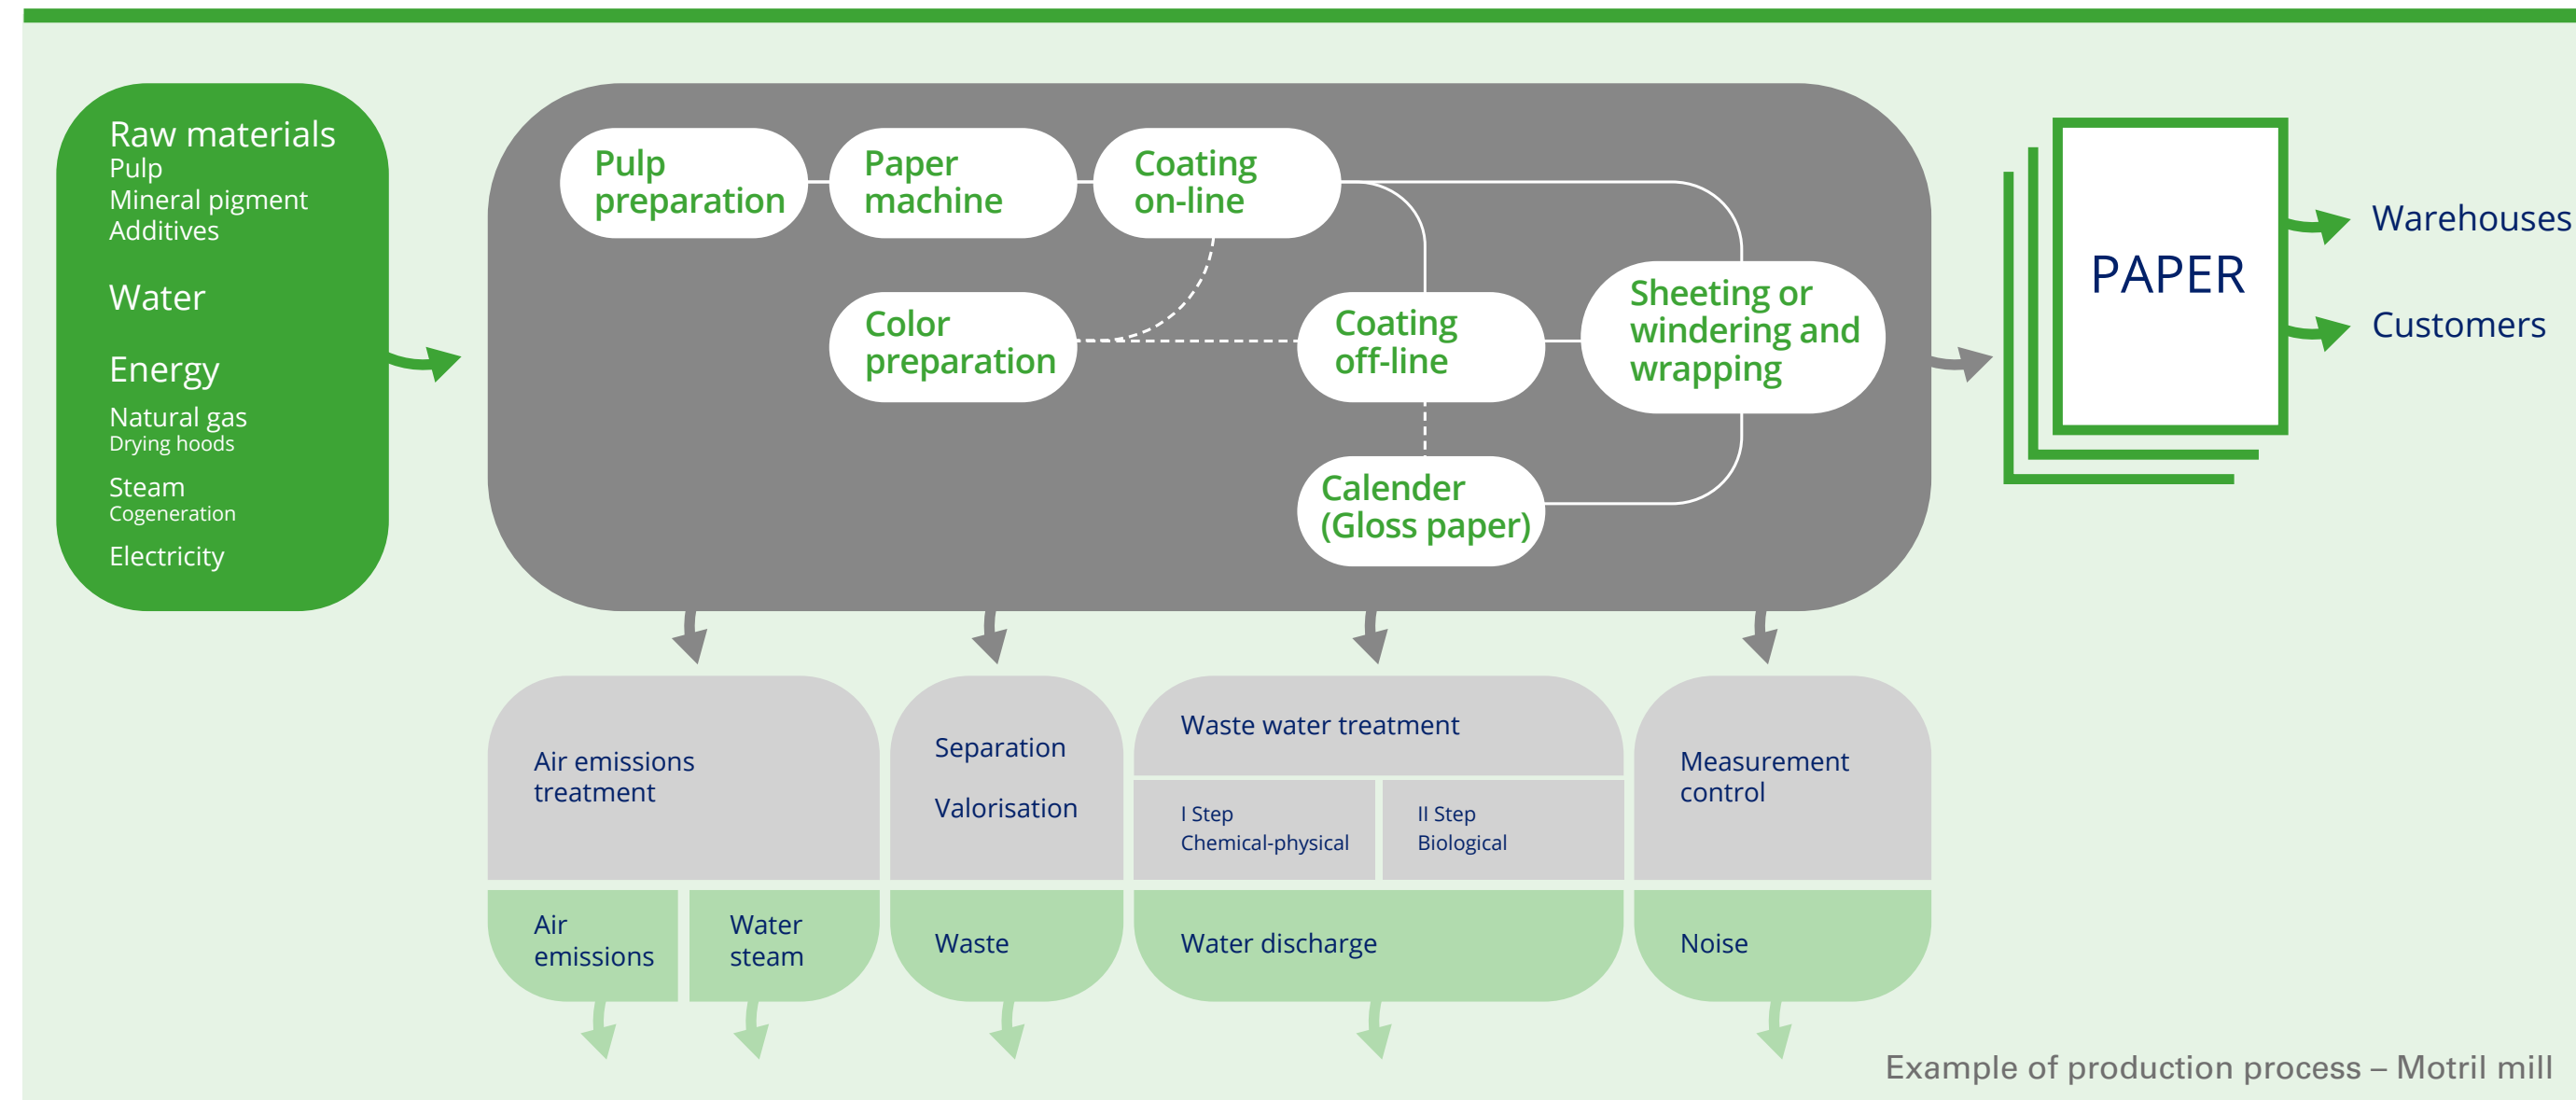 Raw materials
Pulp
Mineral pigment
Additives
Water
Energy
Natural gas
Drying hoods
Steam
Cogeneration
Electricity
Pulp
preparation
Paper
machine
Coating
on-line
Color
preparation
Coating
off-line
Sheeting or
windering and
wrapping
Calender
(Gloss paper)
PAPER
Warehouses
Customers
Air emissions
treatment
Separation
Valorisation
Waste water treatment
I Step
Chemical-physical
II Step
Biological
Measurement
control
Air
emissions
Water
steam
Waste
Water discharge
Noise
Example of production process – Motril mill